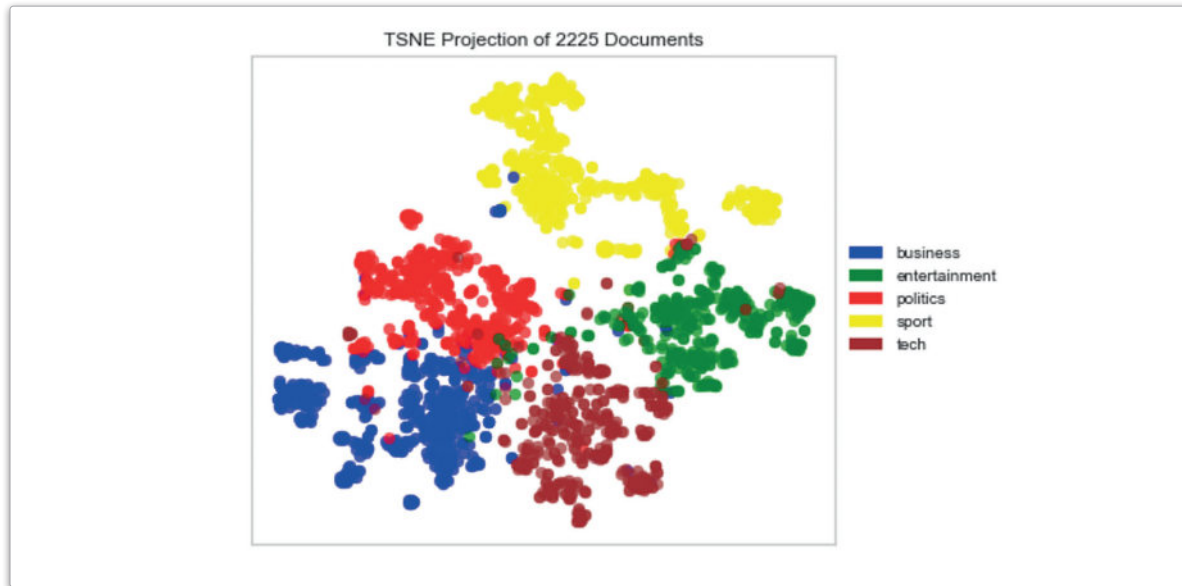 TSNE Projection of 2225 Documents
business
entertainment
politics
sport
tech